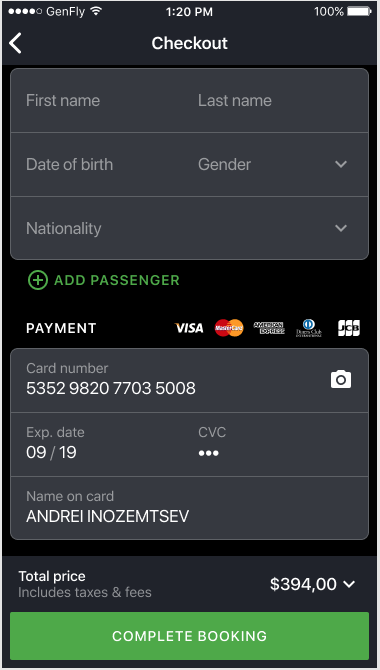 GenFly 1:20 PM 100%
Checkout
First name Last name
Date of birth Gender
Nationality
ADD PASSENGER
PAYMENT VISA MasterCard AMERICAN EXPRESS Diners Club INTERNATIONAL JCB
Card number
5352 9820 7703 5008
Exp. date CVC
09 / 19 •••
Name on card
ANDREI INOZEMTSEV
Total price
Includes taxes & fees
$394,00
COMPLETE BOOKING